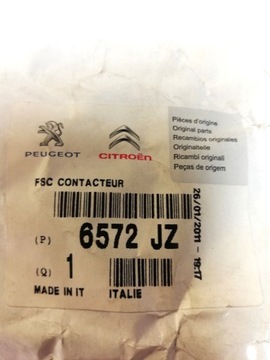 Pièces d'origine
Original parts
Recambios originales
Originalteile
Ricambi originali
Peças de origem
PEUGEOT
CITROËN
FSC CONTACTEUR
(P) 6572 JZ
(Q) 1
MADE IN IT ITALIE
26/01/2011 - 19:17